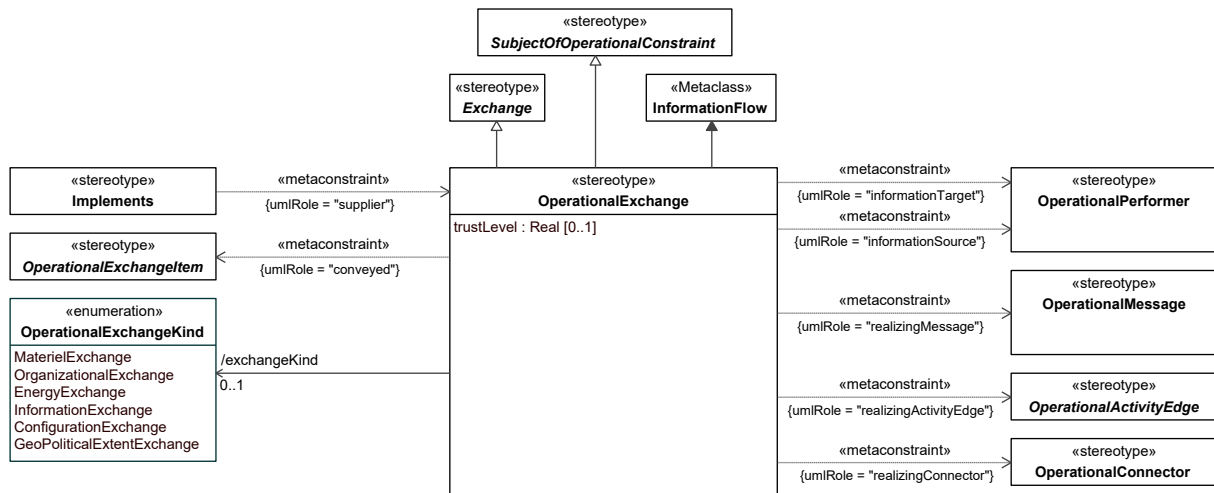 «stereotype»
SubjectOfOperationalConstraint
«stereotype»
Exchange
«Metaclass»
InformationFlow
«stereotype»
Implements
«metaconstraint»
{umlRole = "supplier"}
«stereotype»
OperationalExchange
trustLevel : Real [0..1]
«metaconstraint»
{umlRole = "informationTarget"}
«metaconstraint»
{umlRole = "informationSource"}
«stereotype»
OperationalPerformer
«stereotype»
OperationalExchangeItem
«metaconstraint»
{umlRole = "conveyed"}
«enumeration»
OperationalExchangeKind
MaterielExchange
OrganizationalExchange
EnergyExchange
InformationExchange
ConfigurationExchange
GeoPoliticalExtentExchange
/exchangeKind
0..1
«metaconstraint»
{umlRole = "realizingMessage"}
«stereotype»
OperationalMessage
«metaconstraint»
{umlRole = "realizingActivityEdge"}
«stereotype»
OperationalActivityEdge
«metaconstraint»
{umlRole = "realizingConnector"}
«stereotype»
OperationalConnector